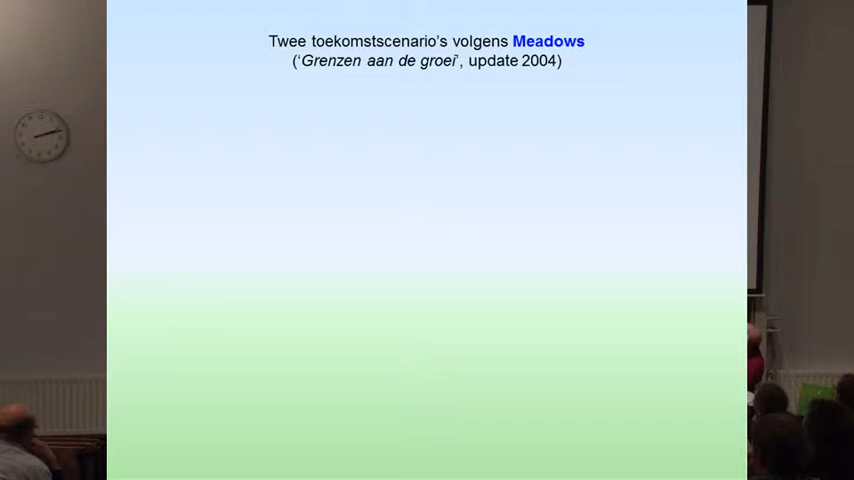 Twee toekomstscenario’s volgens Meadows
(‘Grenzen aan de groei’, update 2004)